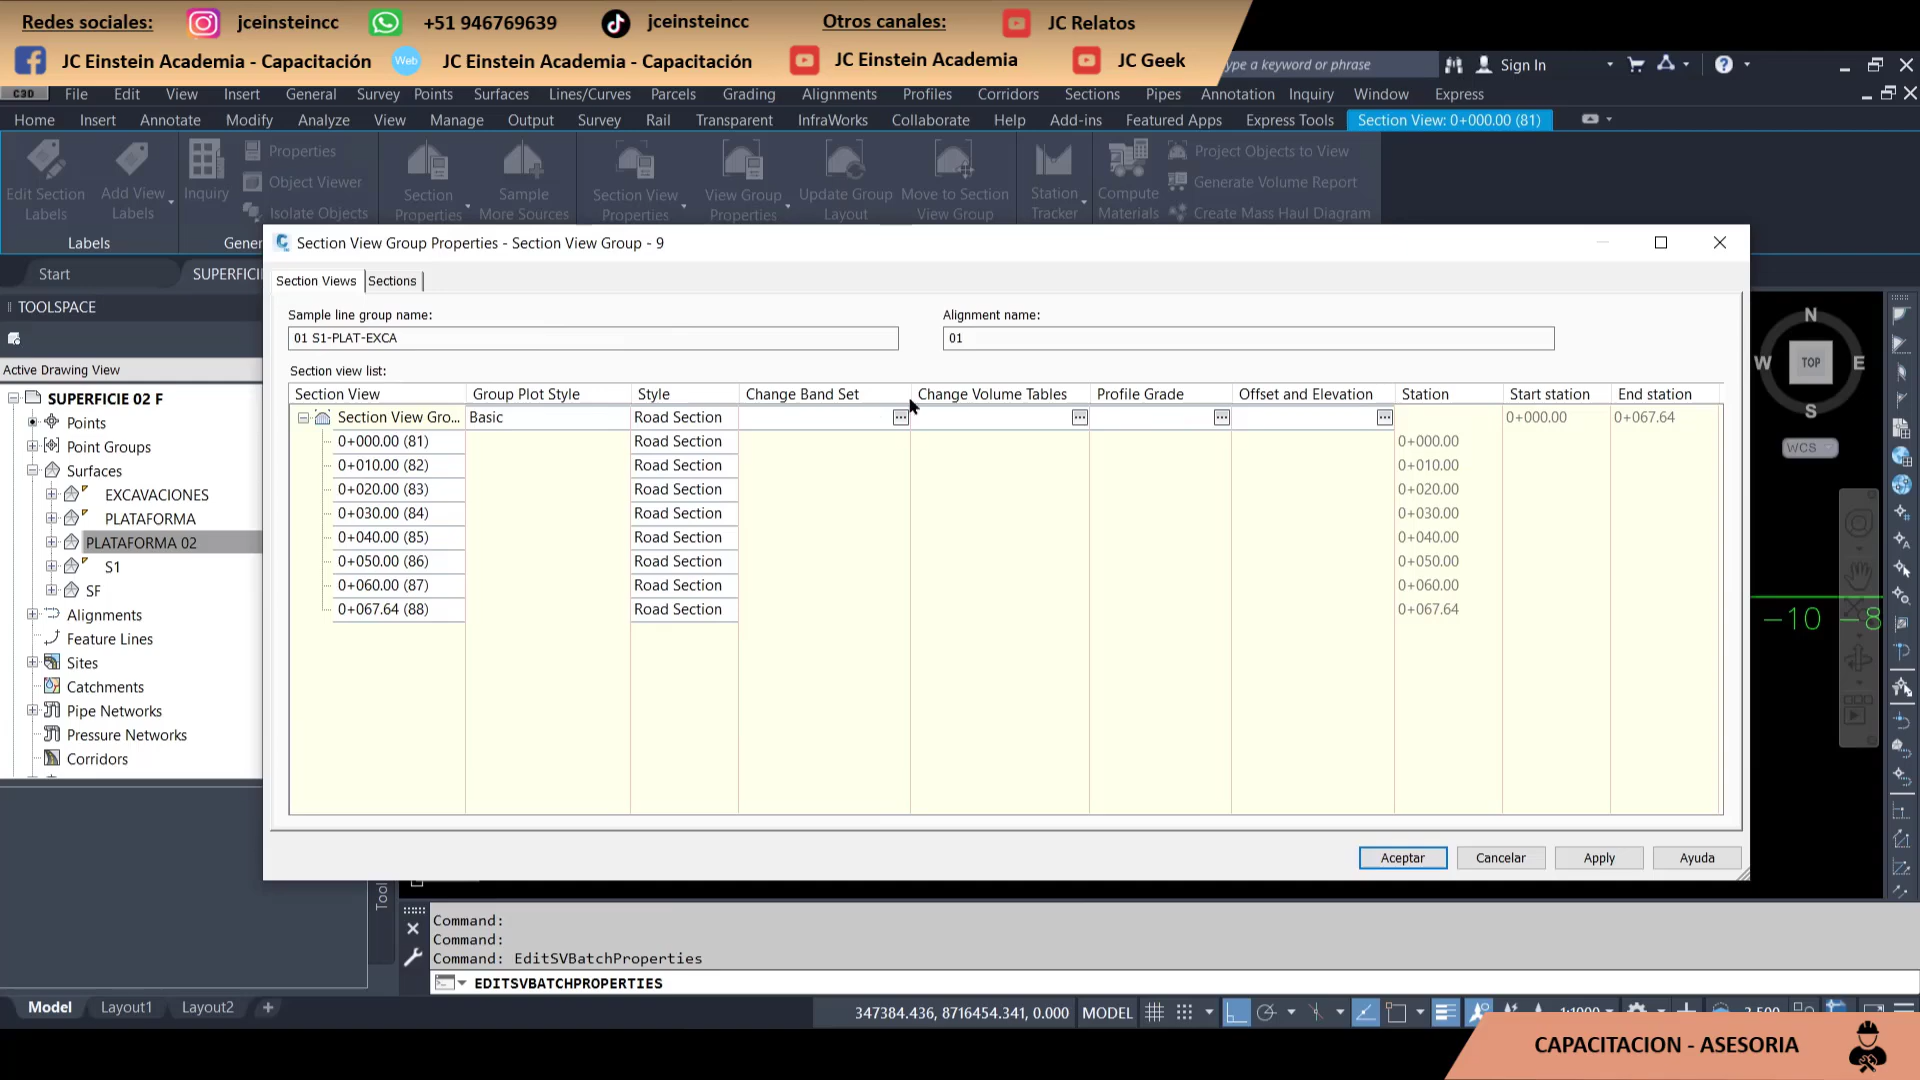 Redes sociales: jceinsteincc +51 946769639 jceinsteincc Otros canales: JC Relatos
JC Einstein Academia - Capacitación Web JC Einstein Academia - Capacitación JC Einstein Academia JC Geek
ype a keyword or phrase Sign In
C3D File Edit View Insert General Survey Points Surfaces Lines/Curves Parcels Grading Alignments Profiles Corridors Sections Pipes Annotation Inquiry Window Express
Home Insert Annotate Modify Analyze View Manage Output Survey Rail Transparent InfraWorks Collaborate Help Add-ins Featured Apps Express Tools Section View: 0+000.00 (81)
Properties Project Objects to View
Object Viewer Generate Volume Report
Edit Section Add View Inquiry Section Sample Section View View Group Update Group Move to Section Station Compute
Labels Labels Isolate Objects Properties More Sources Properties Properties Layout View Group Tracker Materials Create Mass Haul Diagram
Labels Gener
Section View Group Properties - Section View Group - 9
Start SUPERFICI
Section Views Sections
TOOLSPACE
Sample line group name: Alignment name:
01 S1-PLAT-EXCA 01
Active Drawing View
Section view list:
Section View Group Plot Style Style Change Band Set Change Volume Tables Profile Grade Offset and Elevation Station Start station End station
Section View Gro... Basic Road Section 0+000.00 0+067.64
0+000.00 (81) Road Section 0+000.00
0+010.00 (82) Road Section 0+010.00
0+020.00 (83) Road Section 0+020.00
0+030.00 (84) Road Section 0+030.00
0+040.00 (85) Road Section 0+040.00
0+050.00 (86) Road Section 0+050.00
0+060.00 (87) Road Section 0+060.00
0+067.64 (88) Road Section 0+067.64
SUPERFICIE 02 F
Points
Point Groups
Surfaces
EXCAVACIONES
PLATAFORMA
PLATAFORMA 02
S1
SF
Alignments
Feature Lines
Sites
Catchments
Pipe Networks
Pressure Networks
Corridors
N
W TOP E
S
WCS
-10 -8
Aceptar Cancelar Apply Ayuda
Tool
Command:
Command:
Command: EditSVBatchProperties
EDITSVBATCHPROPERTIES
Model Layout1 Layout2 +
347384.436, 8716454.341, 0.000 MODEL
CAPACITACION - ASESORIA